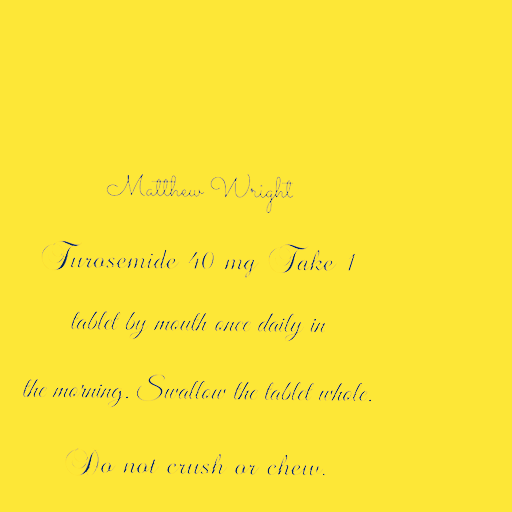 Matthew Wright
Furosemide 40 mg Take 1
tablet by mouth once daily in
the morning. Swallow the tablet whole.
Do not crush or chew.